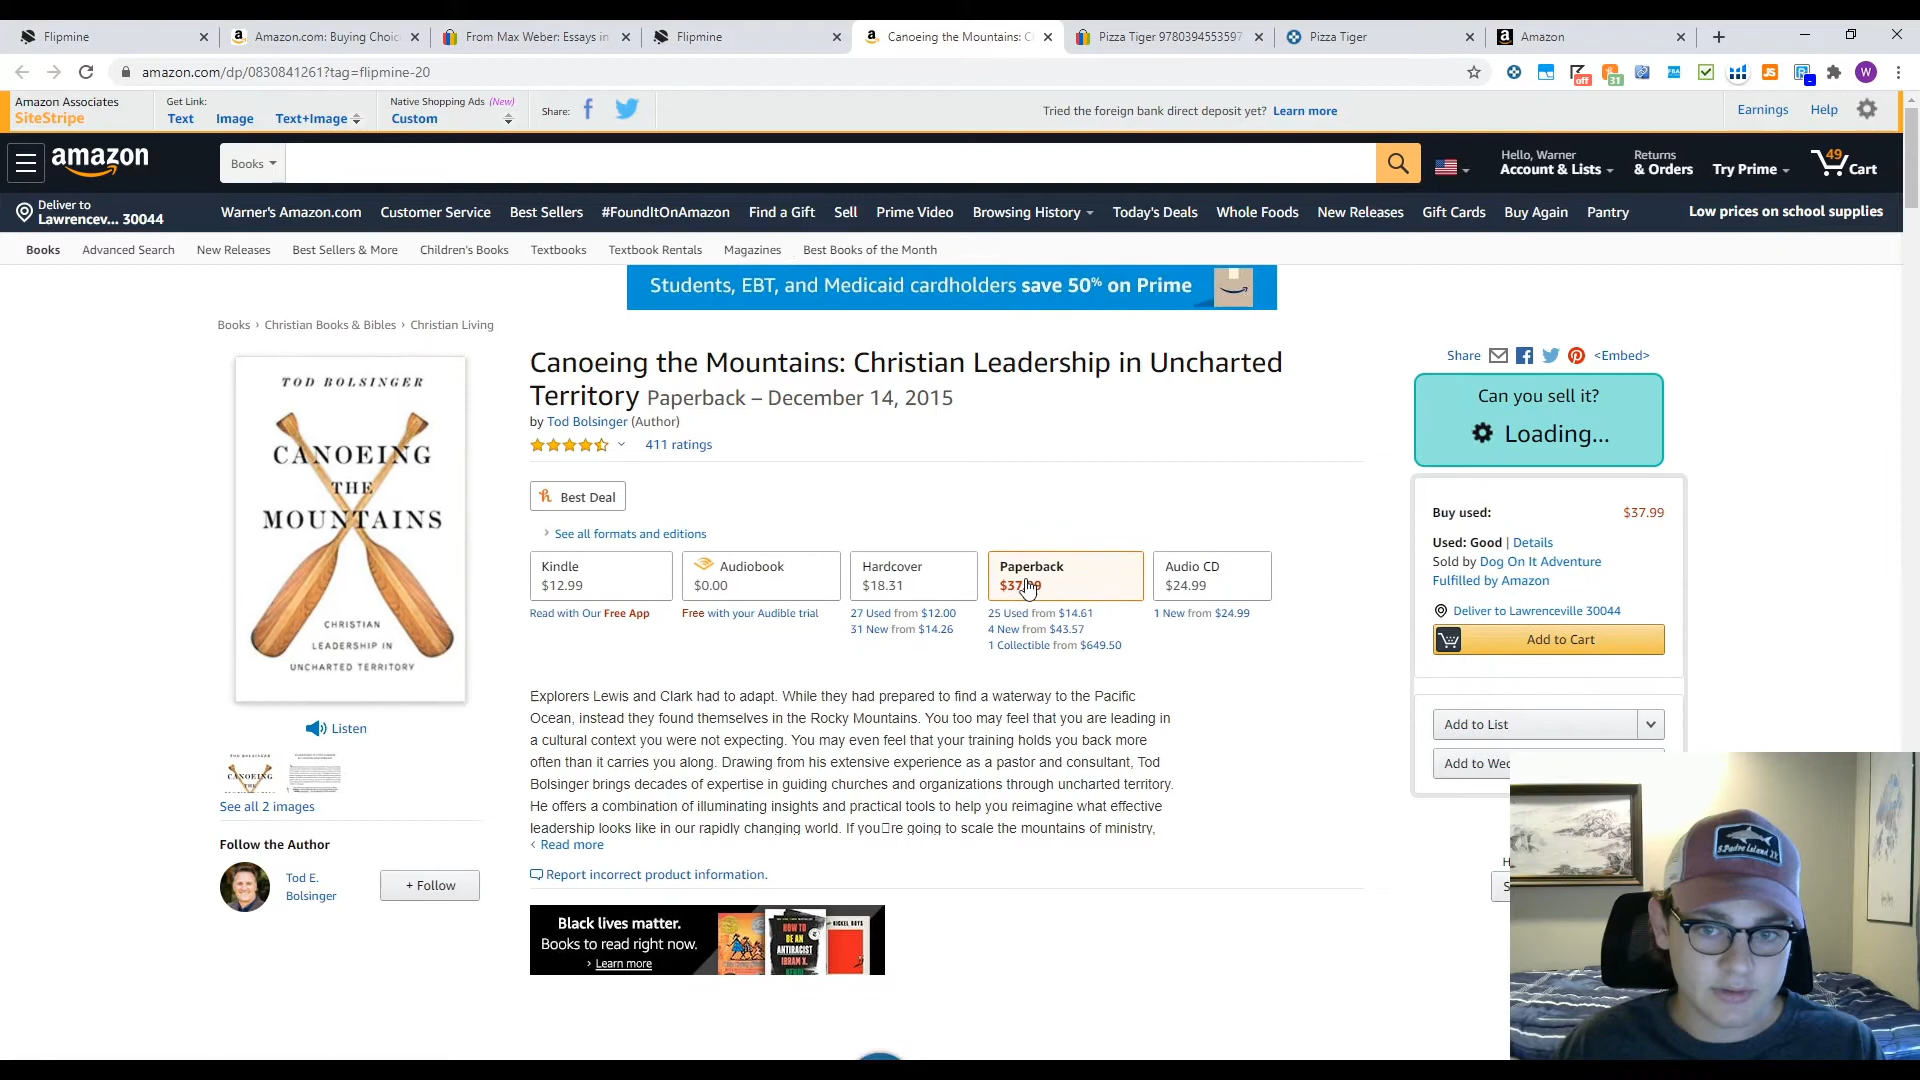 Flipmine
Amazon.com: Buying Choic
From Max Weber: Essays in
Flipmine
Canoeing the Mountains: C
Pizza Tiger 9780394553597
Pizza Tiger
Amazon
amazon.com/dp/0830841261?tag=flipmine-20
off
31
FBA
JS
W
Amazon Associates
SiteStripe
Get Link:
Text Image Text+Image
Native Shopping Ads (New)
Custom
Share:
Tried the foreign bank direct deposit yet? Learn more
Earnings Help
amazon
Books
Hello, Warner
Account & Lists
Returns
& Orders
Try Prime
49
Cart
Deliver to
Lawrencev... 30044
Warner's Amazon.com Customer Service Best Sellers #FoundItOnAmazon Find a Gift Sell Prime Video Browsing History Today's Deals Whole Foods New Releases Gift Cards Buy Again Pantry
Low prices on school supplies
Books Advanced Search New Releases Best Sellers & More Children's Books Textbooks Textbook Rentals Magazines Best Books of the Month
Students, EBT, and Medicaid cardholders save 50% on Prime
Books › Christian Books & Bibles › Christian Living
TOD BOLSINGER
CANOEING
THE
MOUNTAINS
CHRISTIAN
LEADERSHIP IN
UNCHARTED TERRITORY
Listen
See all 2 images
Follow the Author
Tod E.
Bolsinger
+ Follow
Canoeing the Mountains: Christian Leadership in Uncharted
Territory Paperback – December 14, 2015
by Tod Bolsinger (Author)
411 ratings
Best Deal
› See all formats and editions
Kindle
$12.99
Read with Our Free App
Audiobook
$0.00
Free with your Audible trial
Hardcover
$18.31
27 Used from $12.00
31 New from $14.26
Paperback
25 Used from $14.61
4 New from $43.57
1 Collectible from $649.50
Audio CD
$24.99
1 New from $24.99
Explorers Lewis and Clark had to adapt. While they had prepared to find a waterway to the Pacific
Ocean, instead they found themselves in the Rocky Mountains. You too may feel that you are leading in
a cultural context you were not expecting. You may even feel that your training holds you back more
often than it carries you along. Drawing from his extensive experience as a pastor and consultant, Tod
Bolsinger brings decades of expertise in guiding churches and organizations through uncharted territory.
He offers a combination of illuminating insights and practical tools to help you reimagine what effective
leadership looks like in our rapidly changing world. If you▯re going to scale the mountains of ministry,
‹ Read more
Report incorrect product information.
Black lives matter.
Books to read right now.
› Learn more
HOW TO
BE AN
ANTIRACIST
IBRAM X.
Share <Embed>
Can you sell it?
Loading...
Buy used: $37.99
Used: Good | Details
Sold by Dog On It Adventure
Fulfilled by Amazon
Deliver to Lawrenceville 30044
Add to Cart
Add to List
Add to Wed
H
S